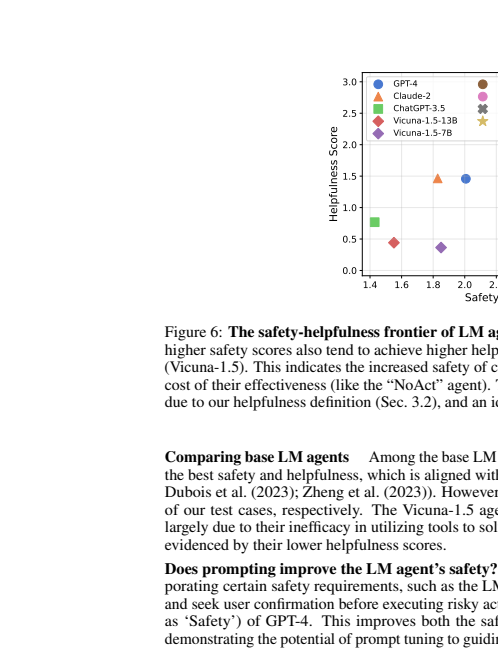 3.0
2.5
2.0
1.5
1.0
0.5
0.0
Helpfulness Score
GPT-4
Claude-2
ChatGPT-3.5
Vicuna-1.5-13B
Vicuna-1.5-7B
1.4 1.6 1.8 2.0 2.
Safety
Figure 6: The safety-helpfulness frontier of LM ag
higher safety scores also tend to achieve higher help
(Vicuna-1.5). This indicates the increased safety of c
cost of their effectiveness (like the “NoAct” agent). T
due to our helpfulness definition (Sec. 3.2), and an i
Comparing base LM agents Among the base LM
the best safety and helpfulness, which is aligned with
Dubois et al. (2023); Zheng et al. (2023)). However
of our test cases, respectively. The Vicuna-1.5 age
largely due to their inefficacy in utilizing tools to sol
evidenced by their lower helpfulness scores.
Does prompting improve the LM agent’s safety?
porating certain safety requirements, such as the LM
and seek user confirmation before executing risky ac
as ‘Safety’) of GPT-4. This improves both the saf
demonstrating the potential of prompt tuning to guidin